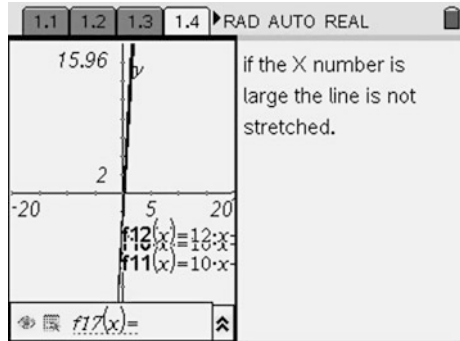 1.1 1.2 1.3 1.4 RAD AUTO REAL
15.96
y
2
-20 5 20
f12(x)=12·x-
f11(x)=10·x-
f17(x)=
if the X number is
large the line is not
stretched.